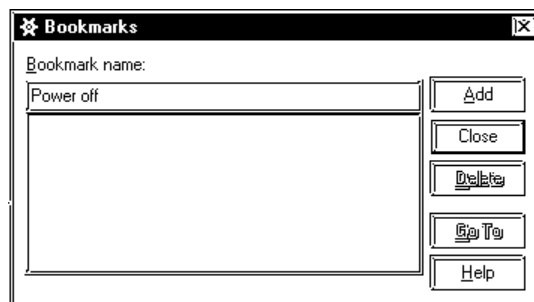 Bookmarks
Bookmark name:
Power off
Add
Close
Delete
Go To
Help